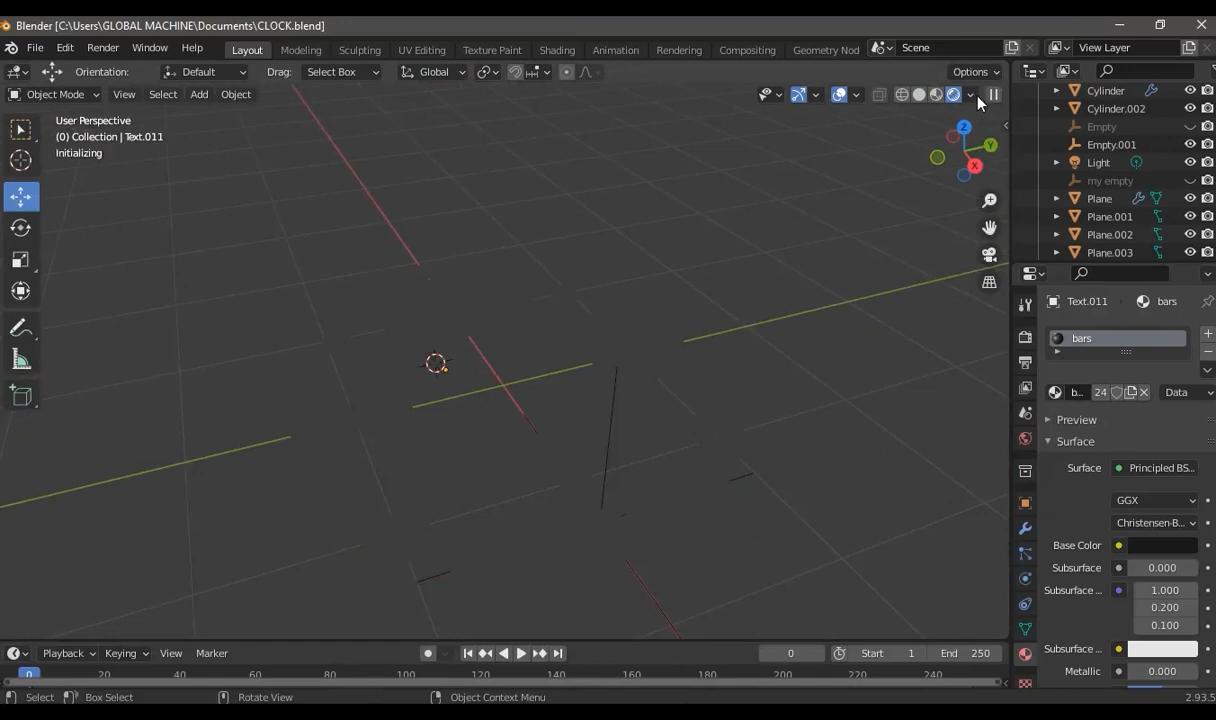 Blender [C:\Users\GLOBAL MACHINE\Documents\CLOCK.blend]
File Edit Render Window Help Layout Modeling Sculpting UV Editing Texture Paint Shading Animation Rendering Compositing Geometry Nod Scene View Layer
Orientation: Default Drag: Select Box Global Options
Object Mode View Select Add Object
User Perspective
(0) Collection | Text.011
Initializing
Z
Y
X
Cylinder
Cylinder.002
Empty
Empty.001
Light
my empty
Plane
Plane.001
Plane.002
Plane.003
Text.011 bars
bars
b... 24 Data
Preview
Surface
Surface Principled BS...
GGX
Christensen-B...
Base Color
Subsurface 0.000
Subsurface ... 1.000
0.200
0.100
Subsurface ...
Metallic 0.000
Playback Keying View Marker 0 Start 1 End 250
0 20 40 60 80 100 120 140 160 180 200 220 240
Select Box Select Rotate View Object Context Menu 2.93.5